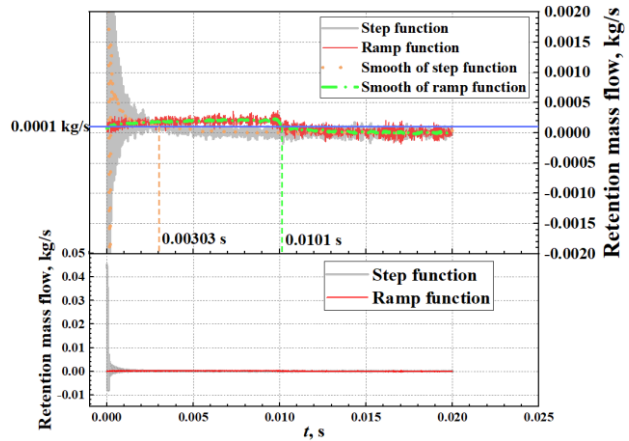 Step function
Ramp function
Smooth of step function
Smooth of ramp function
0.0020
0.0015
0.0010
0.0005
0.0000
-0.0005
-0.0010
-0.0015
-0.0020
Retention mass flow, kg/s
0.0001 kg/s
0.00303 s
0.0101 s
Retention mass flow, kg/s
0.05
0.04
0.03
0.02
0.01
0.00
-0.01
Step function
Ramp function
0.000
0.005
0.010
0.015
0.020
0.025
t, s